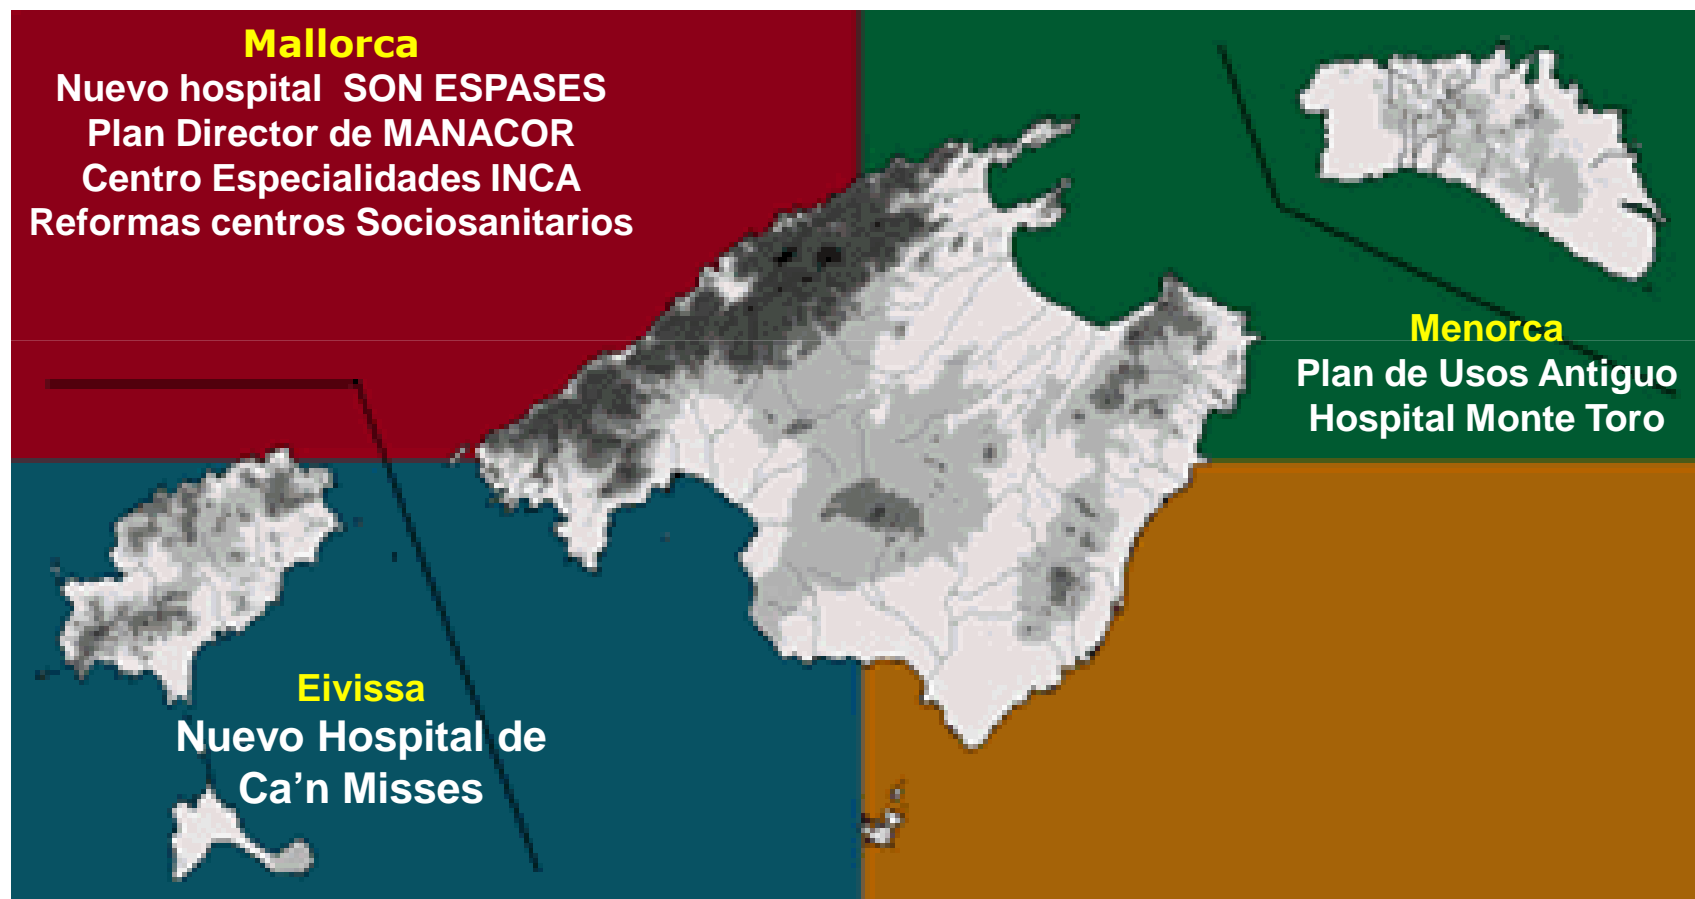 Mallorca
Nuevo hospital SON ESPASES
Plan Director de MANACOR
Centro Especialidades INCA
Reformas centros Sociosanitarios
Menorca
Plan de Usos Antiguo
Hospital Monte Toro
Eivissa
Nuevo Hospital de
Ca’n Misses